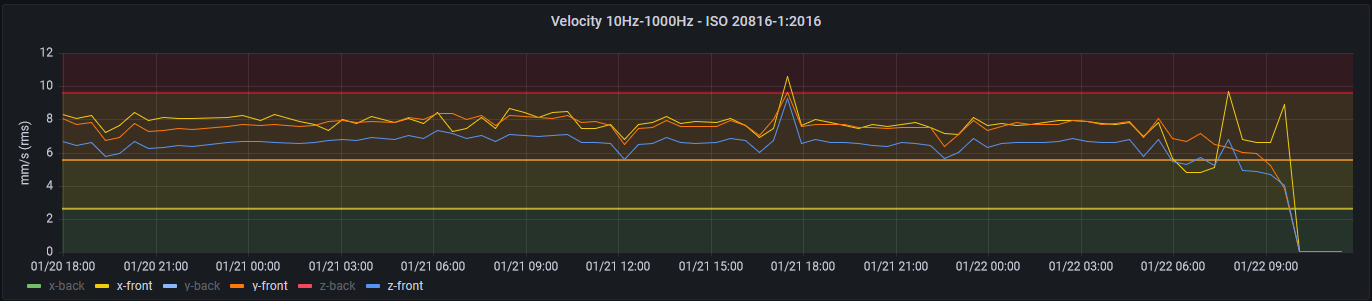 Velocity 10Hz-1000Hz - ISO 20816-1:2016
mm/s (rms)
12
10
8
6
4
2
0
01/20 18:00 01/20 21:00 01/21 00:00 01/21 03:00 01/21 06:00 01/21 09:00 01/21 12:00 01/21 15:00 01/21 18:00 01/21 21:00 01/22 00:00 01/22 03:00 01/22 06:00 01/22 09:00
x-back x-front y-back y-front z-back z-front